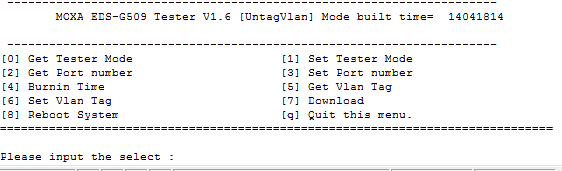 ------------------------------------------------------------
MOXA EDS-G509 Tester V1.6 [UntagVlan] Mode built time=  14041814
------------------------------------------------------------
[0] Get Tester Mode                     [1] Set Tester Mode
[2] Get Port number                     [3] Set Port number
[4] Burnin Time                         [5] Get Vlan Tag
[6] Set Vlan Tag                        [7] Download
[8] Reboot System                       [q] Quit this menu.
====================================================================
Please input the select :